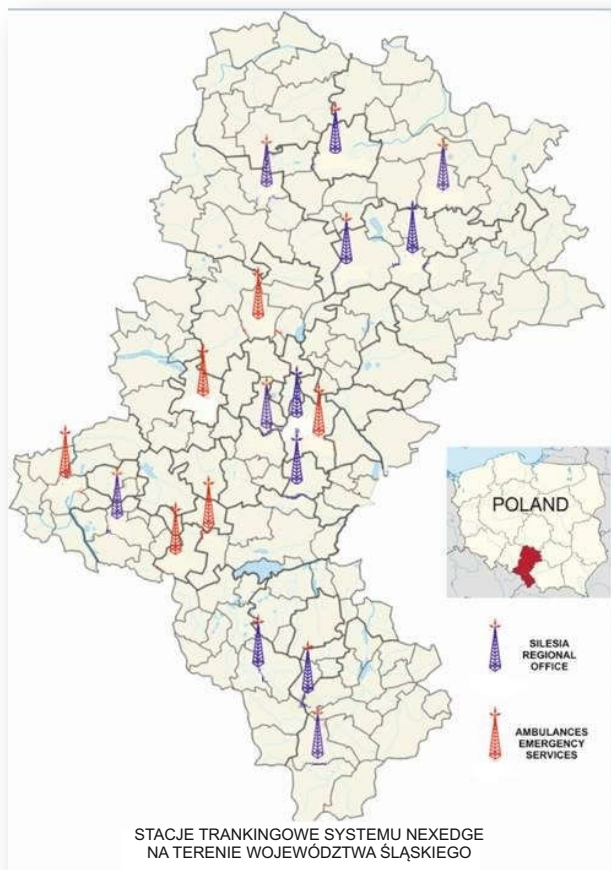 POLAND
SILESIA
REGIONAL
OFFICE
AMBULANCES
EMERGENCY
SERVICES
STACJE TRANKINGOWE SYSTEMU NEXEDGE
NA TERENIE WOJEWÓDZTWA ŚLĄSKIEGO